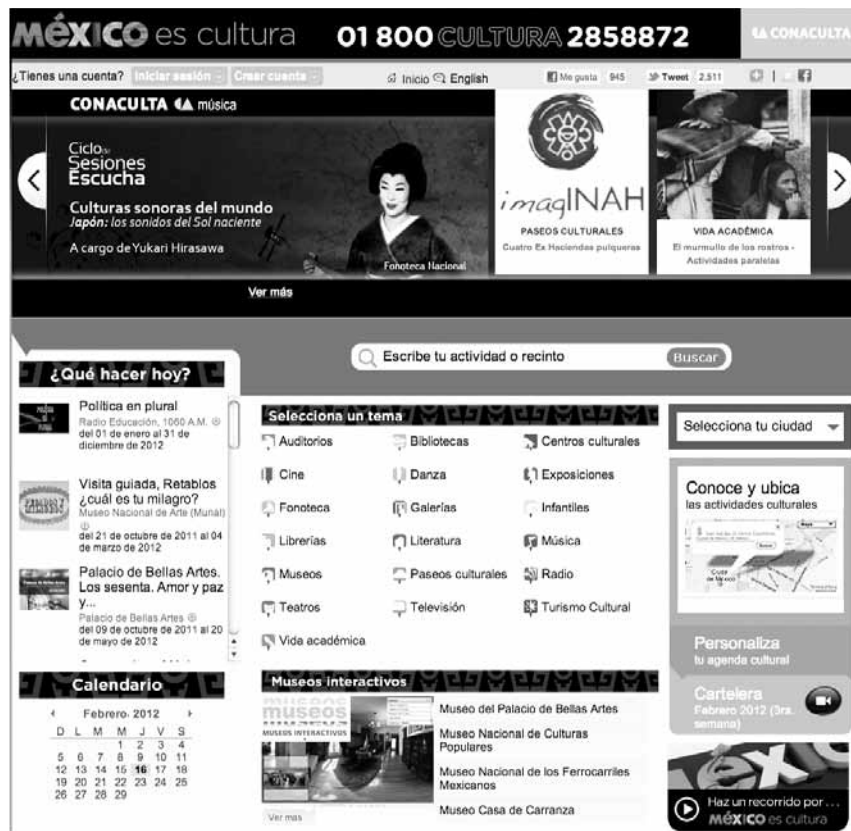 MÉXICO es cultura
01 800 CULTURA 2858872
CONACULTA
¿Tienes una cuenta?
Iniciar sesión
Crear cuenta
Inicio
English
Me gusta 945
Tweet 2,511
CONACULTA música
Ciclo de
Sesiones
Escucha
Culturas sonoras del mundo
Japón: los sonidos del Sol naciente
A cargo de Yukari Hirasawa
Fonoteca Nacional
imagINAH
PASEOS CULTURALES
Cuatro Ex Haciendas pulqueras
VIDA ACADÉMICA
El murmullo de los rostros -
Actividades paralelas
Ver más
Escribe tu actividad o recinto
Buscar
¿Qué hacer hoy?
Política en plural
Radio Educación, 1060 A.M.
del 01 de enero al 31 de
diciembre de 2012
Visita guiada, Retablos
¿cuál es tu milagro?
Museo Nacional de Arte (Munal)
del 21 de octubre de 2011 al 04
de marzo de 2012
Palacio de Bellas Artes.
Los sesenta. Amor y paz
y...
Palacio de Bellas Artes
del 09 de octubre de 2011 al 20
de mayo de 2012
Selecciona un tema
Auditorios
Bibliotecas
Centros culturales
Cine
Danza
Exposiciones
Fonoteca
Galerías
Infantiles
Librerías
Literatura
Música
Museos
Paseos culturales
Radio
Teatros
Televisión
Turismo Cultural
Vida académica
Selecciona tu ciudad
Conoce y ubica
las actividades culturales
Mapa
Ciudad
de México
Personaliza
tu agenda cultural
Cartelera
Febrero 2012 (3ra.
semana)
Calendario
Febrero, 2012
D L M M J V S
1 2 3 4
5 6 7 8 9 10 11
12 13 14 15 16 17 18
19 20 21 22 23 24 25
26 27 28 29
Museos interactivos
museos
museos
MUSEOS INTERACTIVOS
Ver mas
Museo del Palacio de Bellas Artes
Museo Nacional de Culturas
Populares
Museo Nacional de los Ferrocarriles
Mexicanos
Museo Casa de Carranza
México
Haz un recorrido por ...
MÉXICO es cultura